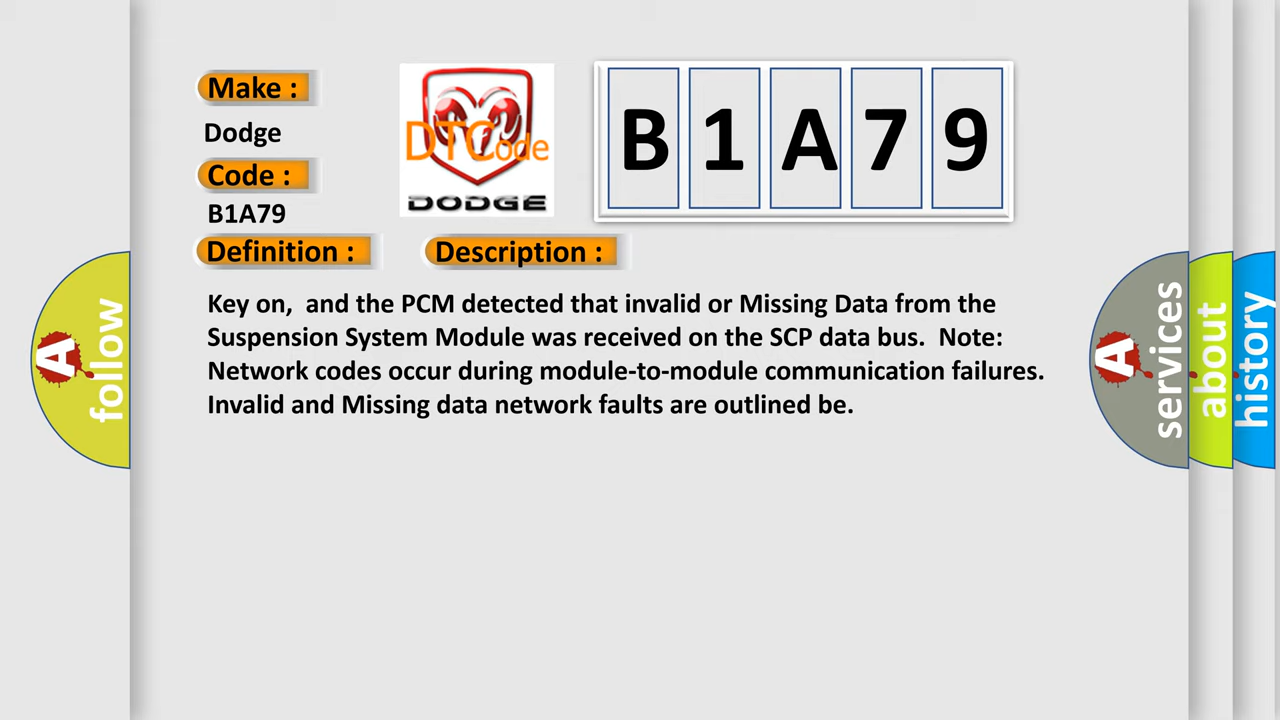 Make :
Dodge
Code :
B1A79
DTCode
DODGE
B 1 A 7 9
Definition :
Description :
Key on,  and the PCM detected that invalid or Missing Data from the
Suspension System Module was received on the SCP data bus  Note:
Network codes occur during module-to-module communication failures.
Invalid and Missing data network faults are outlined be.
A follow
A services
about
history